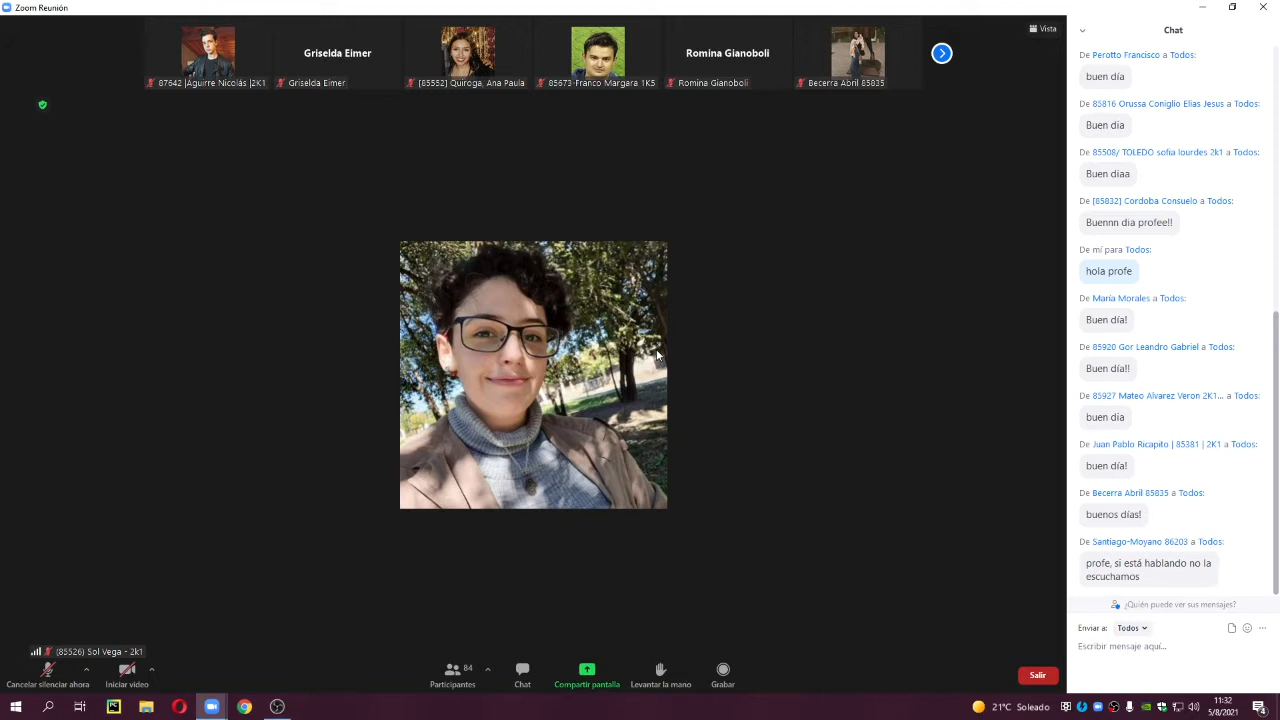 Zoom Reunión
Griselda Eimer
Romina Gianoboli
Vista
87642 |Aguirre Nicolás |2K1
Griselda Eimer
[85552] Quiroga, Ana Paula
85673-Franco Margara 1K5
Romina Gianoboli
Becerra Abril 85835
(85526) Sol Vega - 2k1
Cancelar silenciar ahora
Iniciar video
84
Participantes
Chat
Compartir pantalla
Levantar la mano
Grabar
Salir
Chat
De Perotto Francisco a Todos:
buen día
De 85816 Orussa Coniglio Elias Jesus a Todos:
Buen dia
De 85508/ TOLEDO sofia lourdes 2k1 a Todos:
Buen diaa
De [85832] Cordoba Consuelo a Todos:
Buennn dia profee!!
De mí para Todos:
hola profe
De María Morales a Todos:
Buen día!
De 85920 Gor Leandro Gabriel a Todos:
Buen día!!
De 85927 Mateo Alvarez Veron 2K1... a Todos:
buen dia
De Juan Pablo Ricapito | 85381 | 2K1 a Todos:
buen día!
De Becerra Abril 85835 a Todos:
buenos días!
De Santiago-Moyano 86203 a Todos:
profe, si está hablando no la
escuchamos
¿Quién puede ver sus mensajes?
Enviar a: Todos
Escribir mensaje aquí...
21°C Soleado
11:32
5/8/2021